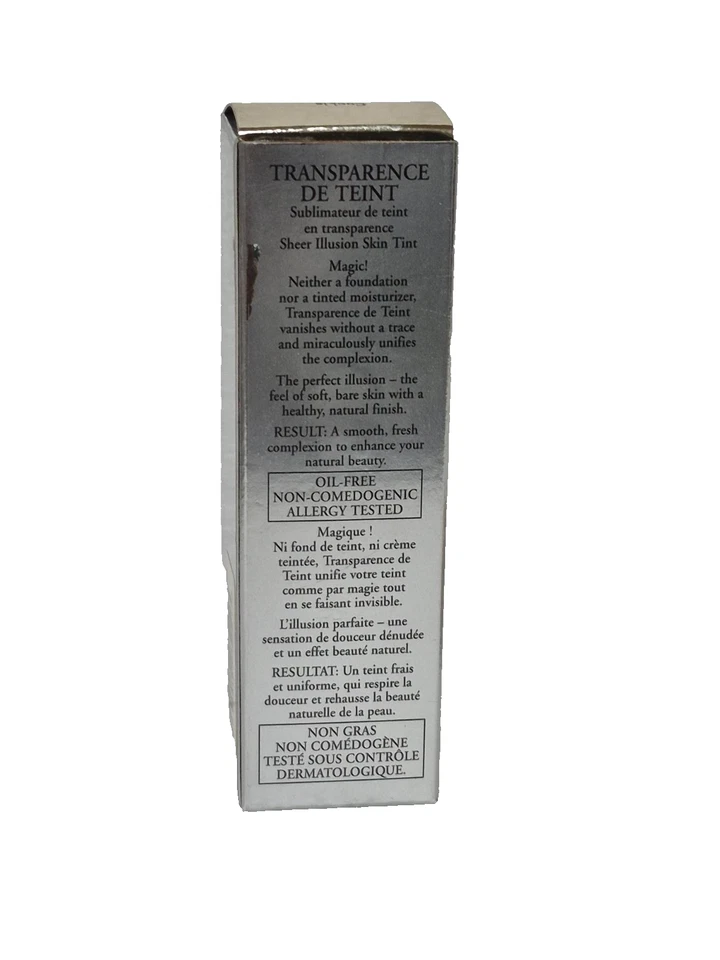 TRANSPARENCE
DE TEINT
Sublimateur de teint
en transparence
Sheer Illusion Skin Tint
Magic!
Neither a foundation
nor a tinted moisturizer,
Transparence de Teint
vanishes without a trace
and miraculously unifies
the complexion.
The perfect illusion – the
feel of soft, bare skin with a
healthy, natural finish.
RESULT: A smooth, fresh
complexion to enhance your
natural beauty.
OIL-FREE
NON-COMEDOGENIC
ALLERGY TESTED
Magique !
Ni fond de teint, ni crème
teintée, Transparence de
Teint unifie votre teint
comme par magie tout
en se faisant invisible.
L'illusion parfaite – une
sensation de douceur dénudée
et un effet beauté naturel.
RESULTAT: Un teint frais
et uniforme, qui respire la
douceur et rehausse la beauté
naturelle de la peau.
NON GRAS
NON COMÉDOGÈNE
TESTÉ SOUS CONTRÔLE
DERMATOLOGIQUE.